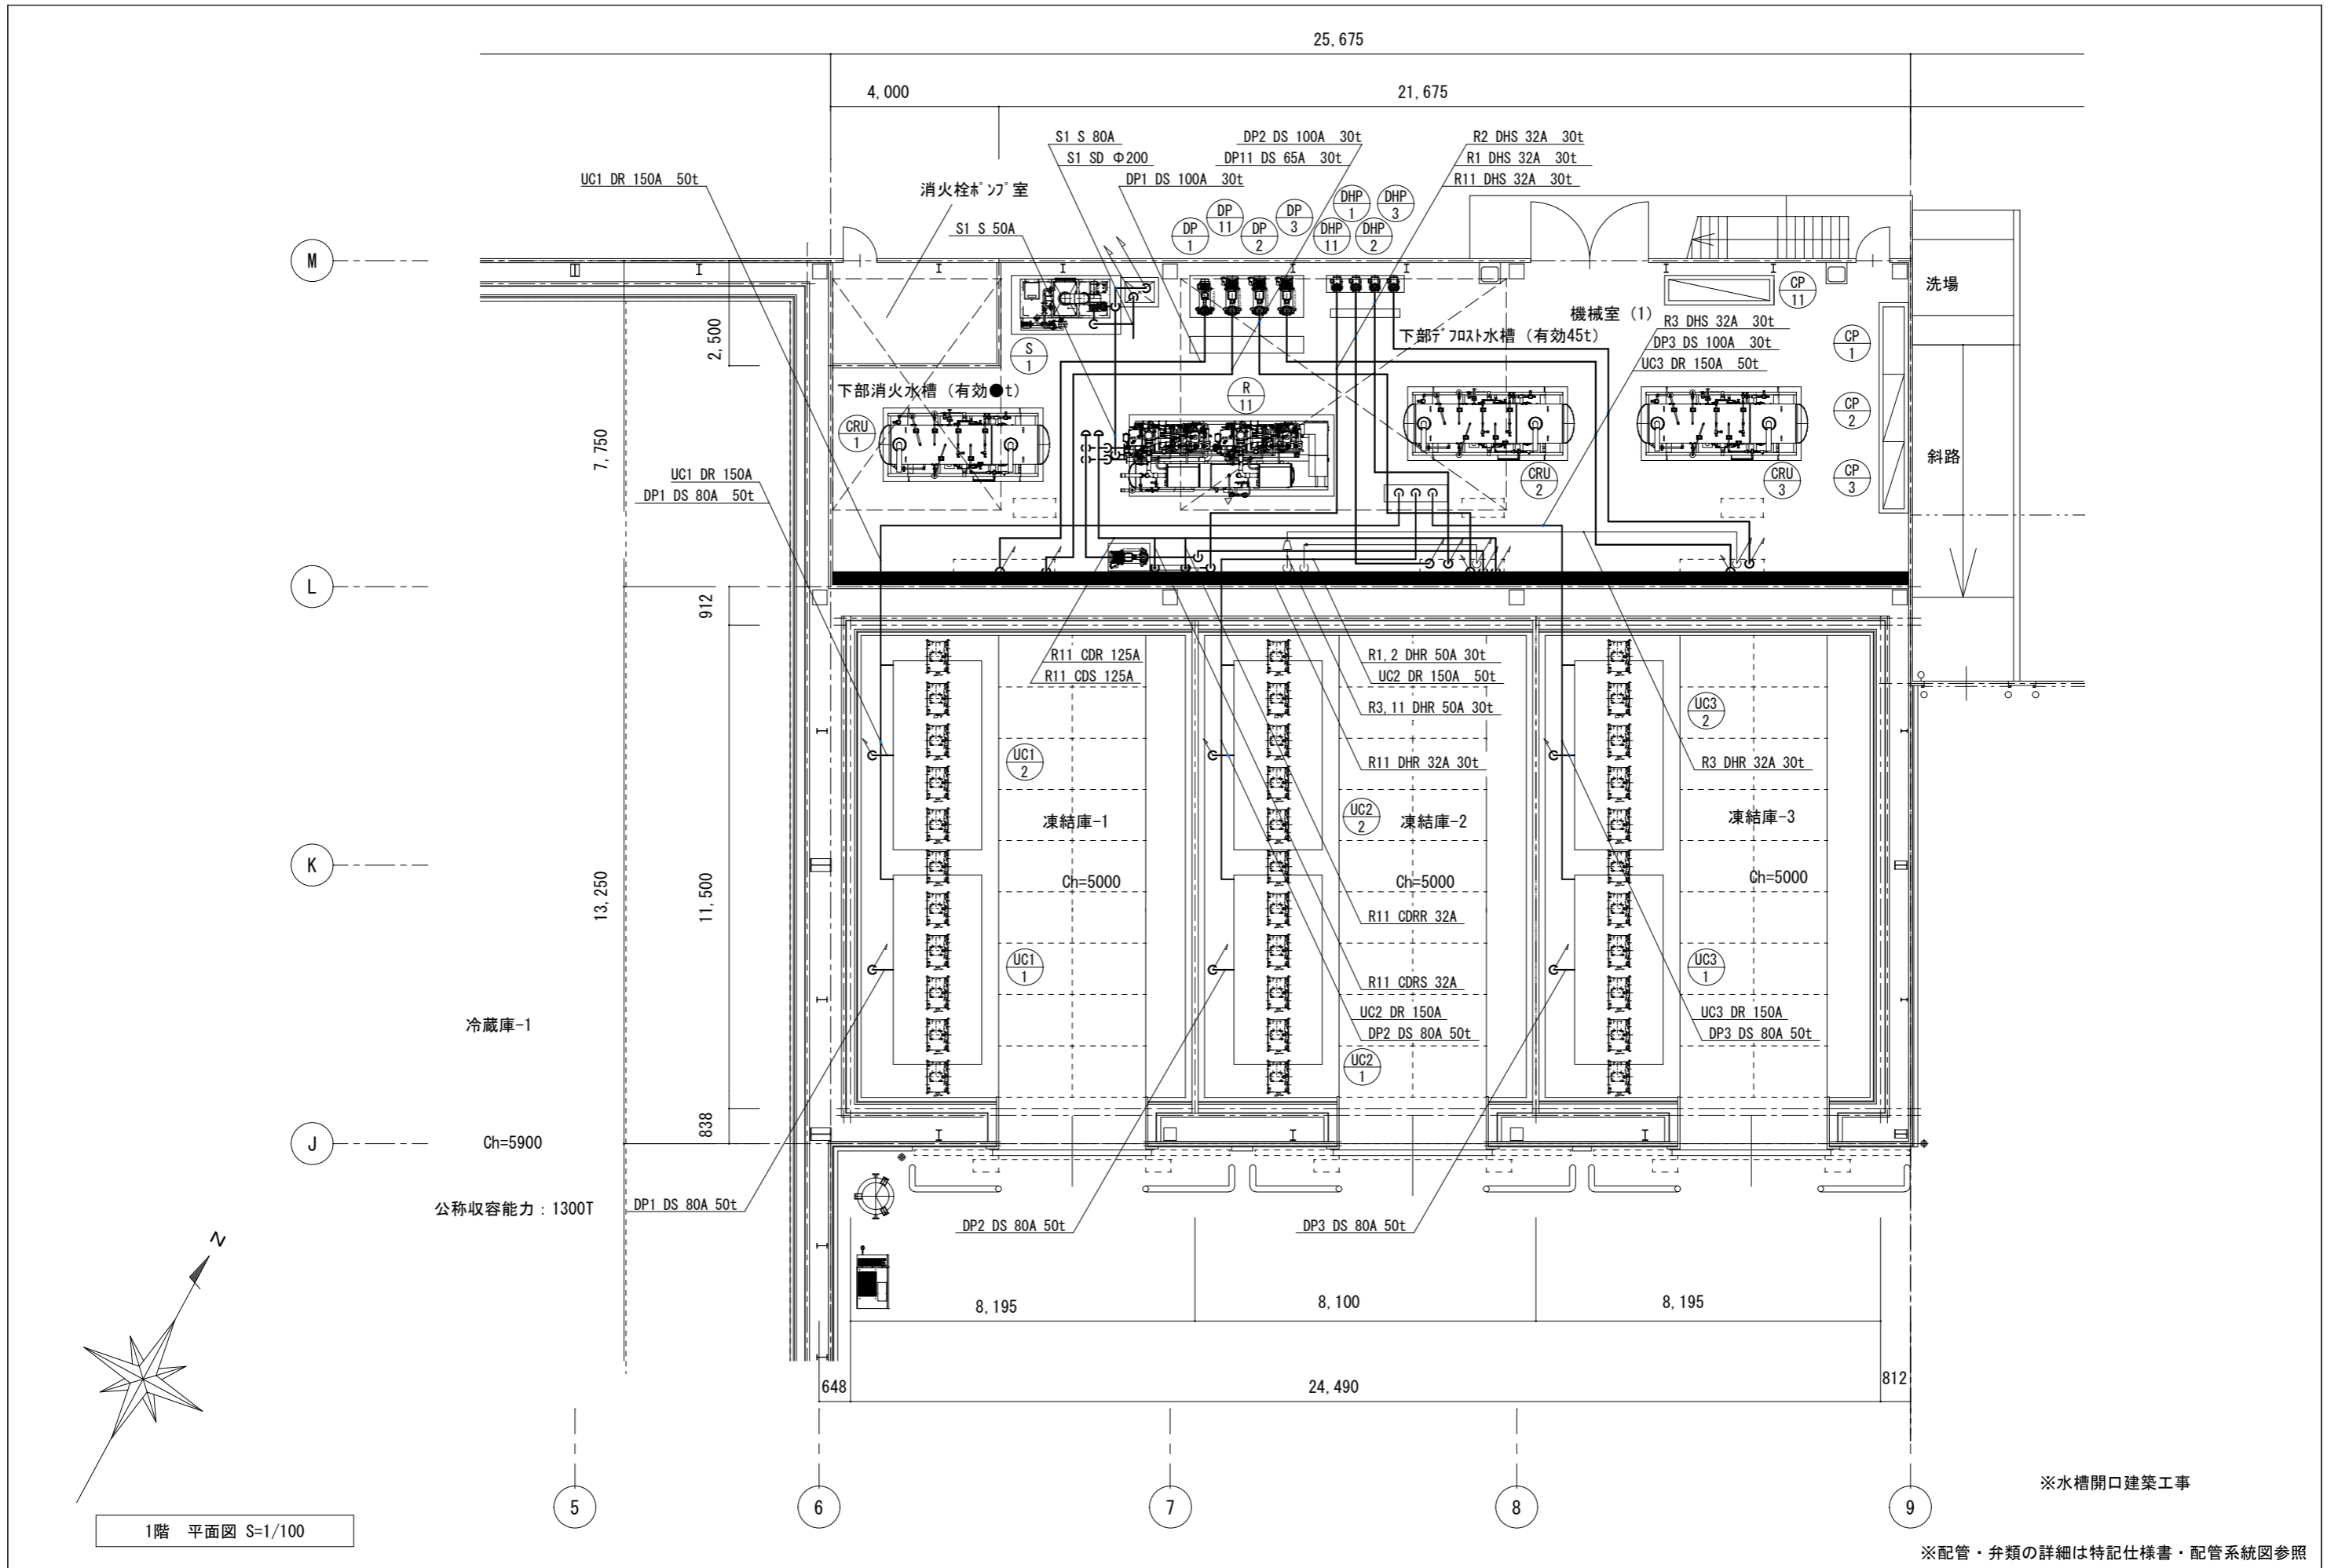 25,675
4,000
21,675
S1 S 80A
DP2 DS 100A 30t
R2 DHS 32A 30t
S1 SD Φ200
DP11 DS 65A 30t
R1 DHS 32A 30t
UC1 DR 150A 50t
消火栓ポンプ室
DP1 DS 100A 30t
R11 DHS 32A 30t
DHP 1
DHP 3
DP 11
DP 3
S1 S 50A
DP 1
DP 2
DHP 11
DHP 2
M
洗場
CP 11
機械室（1）
R3 DHS 32A 30t
下部デフロスト水槽（有効45t）
DP3 DS 100A 30t
UC3 DR 150A 50t
2,500
S 1
CP 1
下部消火水槽（有効●t）
R 11
CP 2
CRU 1
7,750
斜路
UC1 DR 150A
DP1 DS 80A 50t
CRU 2
CRU 3
CP 3
L
912
R11 CDR 125A
R11 CDS 125A
R1,2 DHR 50A 30t
UC2 DR 150A 50t
R3,11 DHR 50A 30t
UC3 2
UC1 2
R11 DHR 32A 30t
R3 DHR 32A 30t
凍結庫-1
UC2 2
凍結庫-2
凍結庫-3
K
13,250
11,500
Ch=5000
Ch=5000
Ch=5000
R11 CDRR 32A
UC1 1
UC3 1
R11 CDRS 32A
冷蔵庫-1
UC2 DR 150A
DP2 DS 80A 50t
UC3 DR 150A
DP3 DS 80A 50t
UC2 1
838
J
Ch=5900
公称収容能力：1300T
DP1 DS 80A 50t
DP2 DS 80A 50t
DP3 DS 80A 50t
N
8,195
8,100
8,195
648
24,490
812
5
6
7
8
9
※水槽開口建築工事
1階 平面図 S=1/100
※配管・弁類の詳細は特記仕様書・配管系統図参照